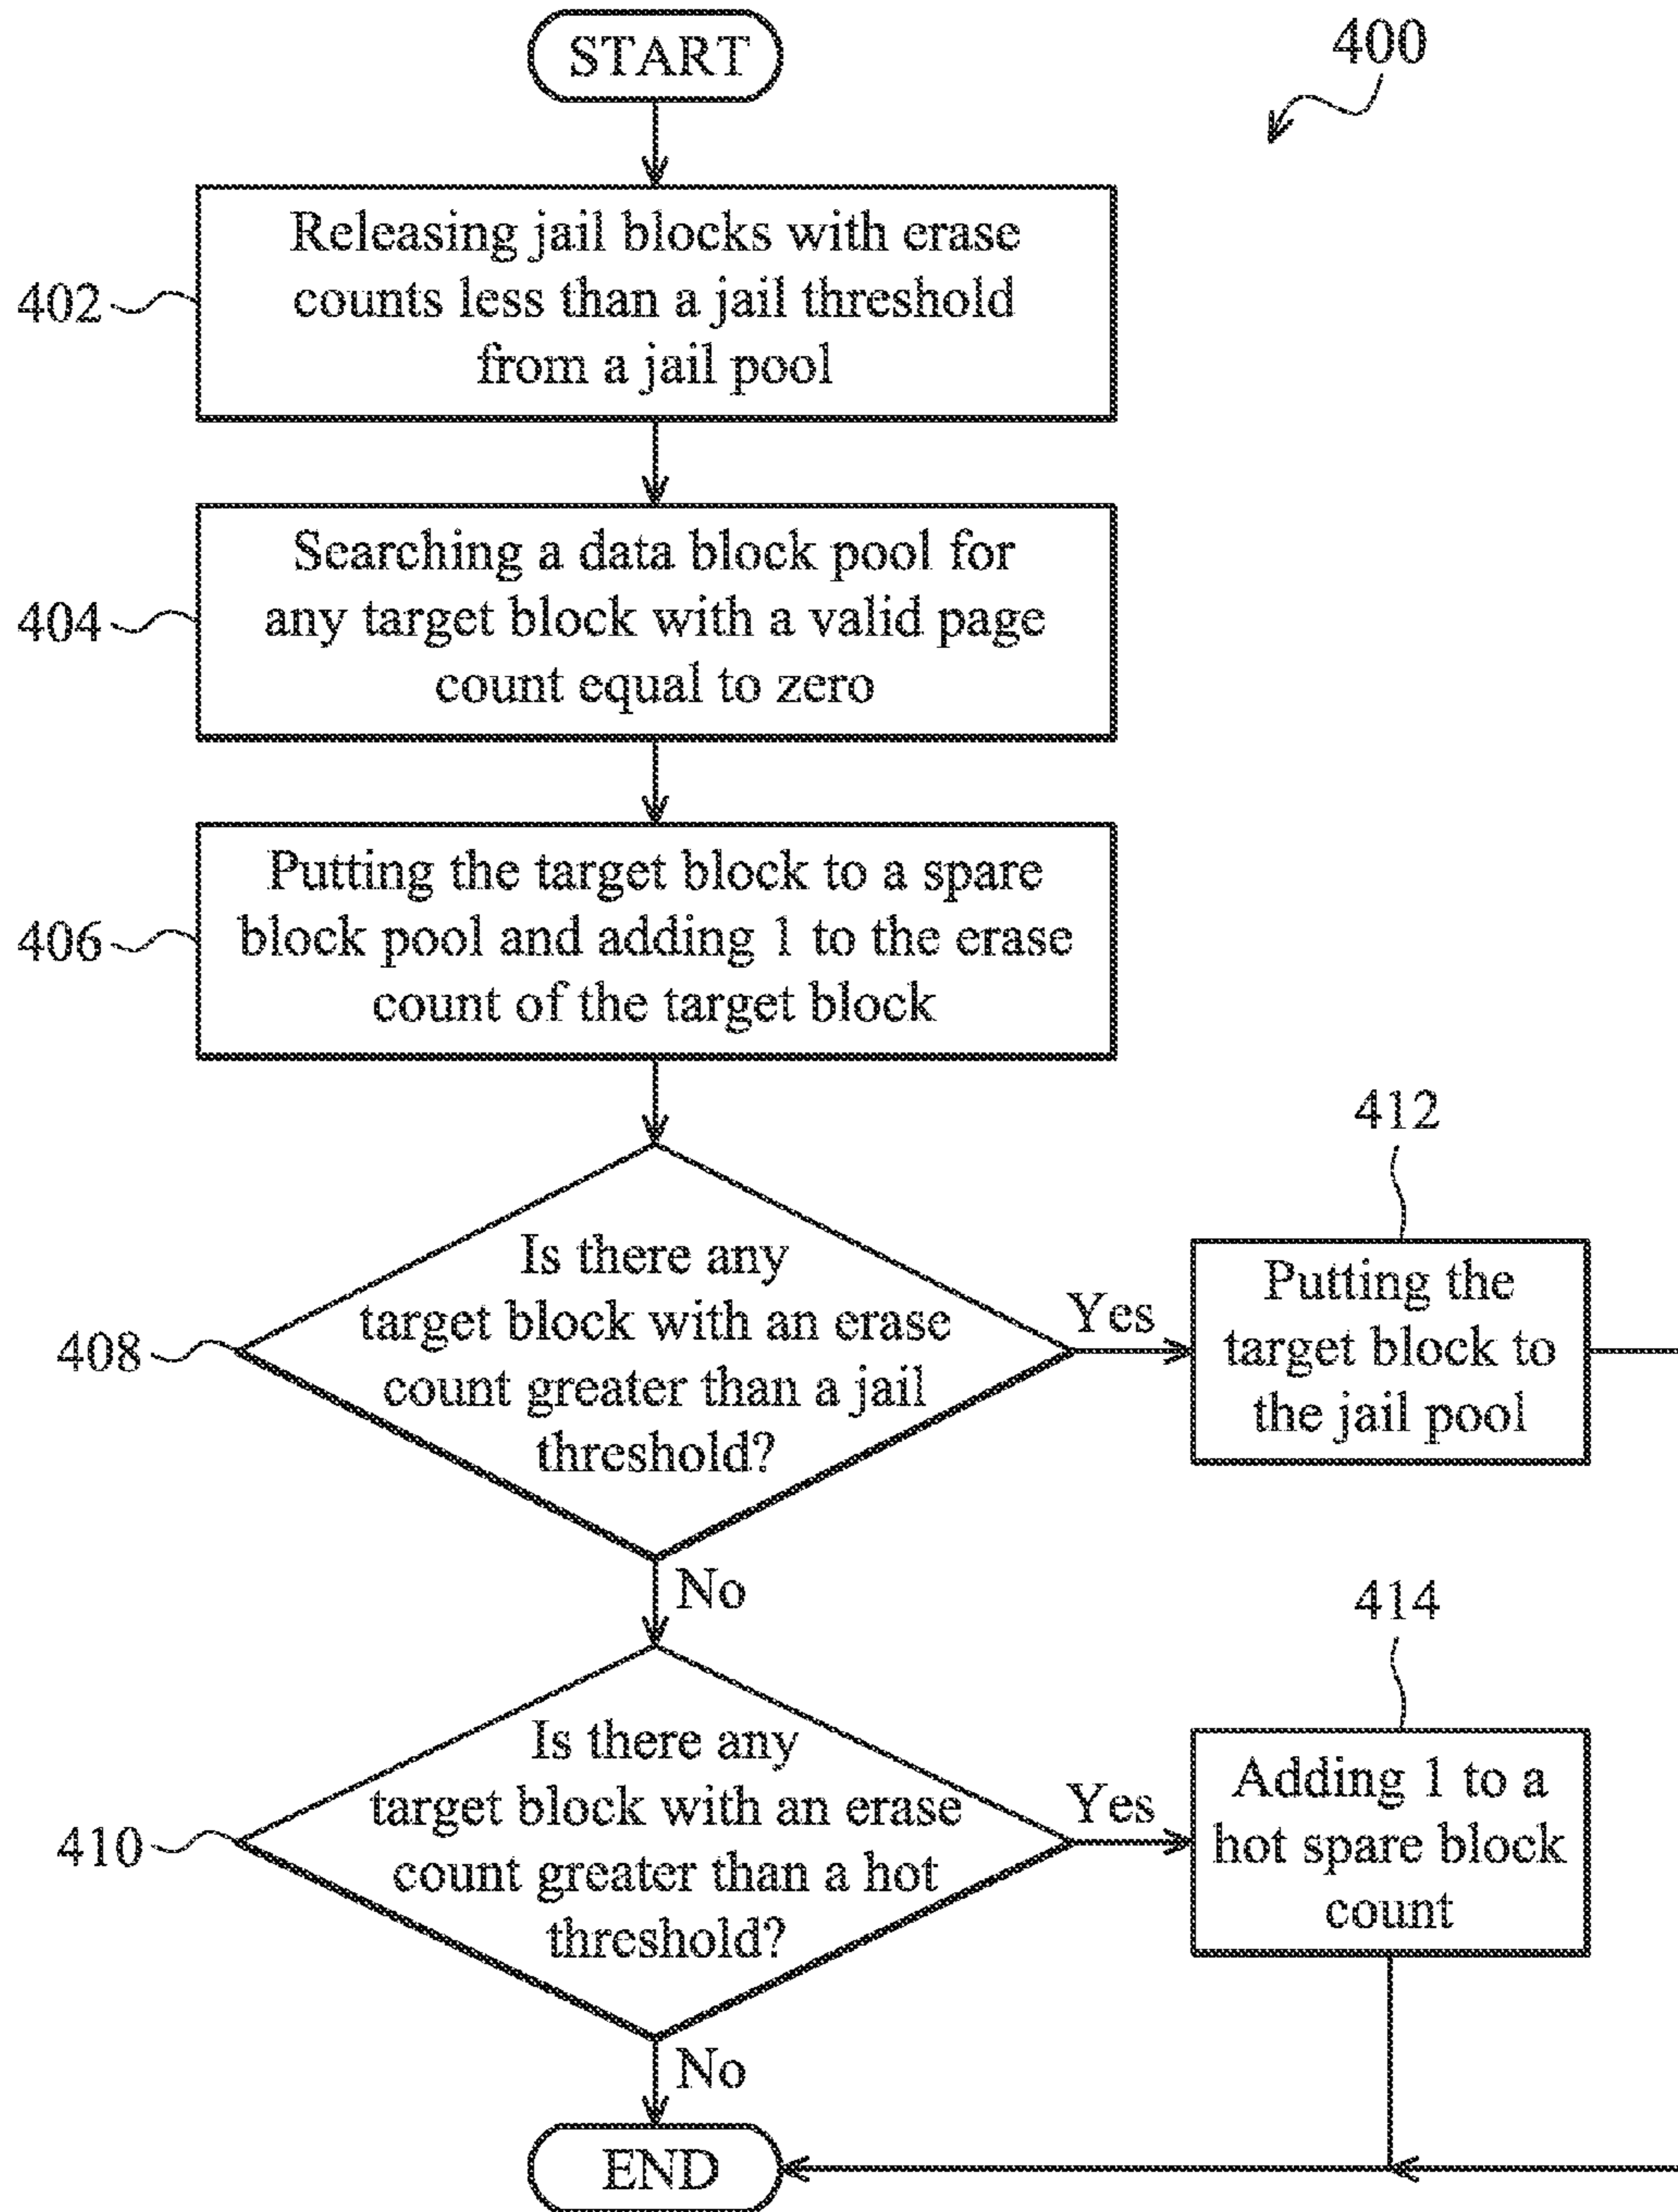 START
400
402
Releasing jail blocks with erase
counts less than a jail threshold
from a jail pool
404
Searching a data block pool for
any target block with a valid page
count equal to zero
406
Putting the target block to a spare
block pool and adding 1 to the erase
count of the target block
408
Is there any
target block with an erase
count greater than a jail
threshold?
Yes
412
Putting the
target block to
the jail pool
No
410
Is there any
target block with an erase
count greater than a hot
threshold?
Yes
414
Adding 1 to a
hot spare block
count
No
END